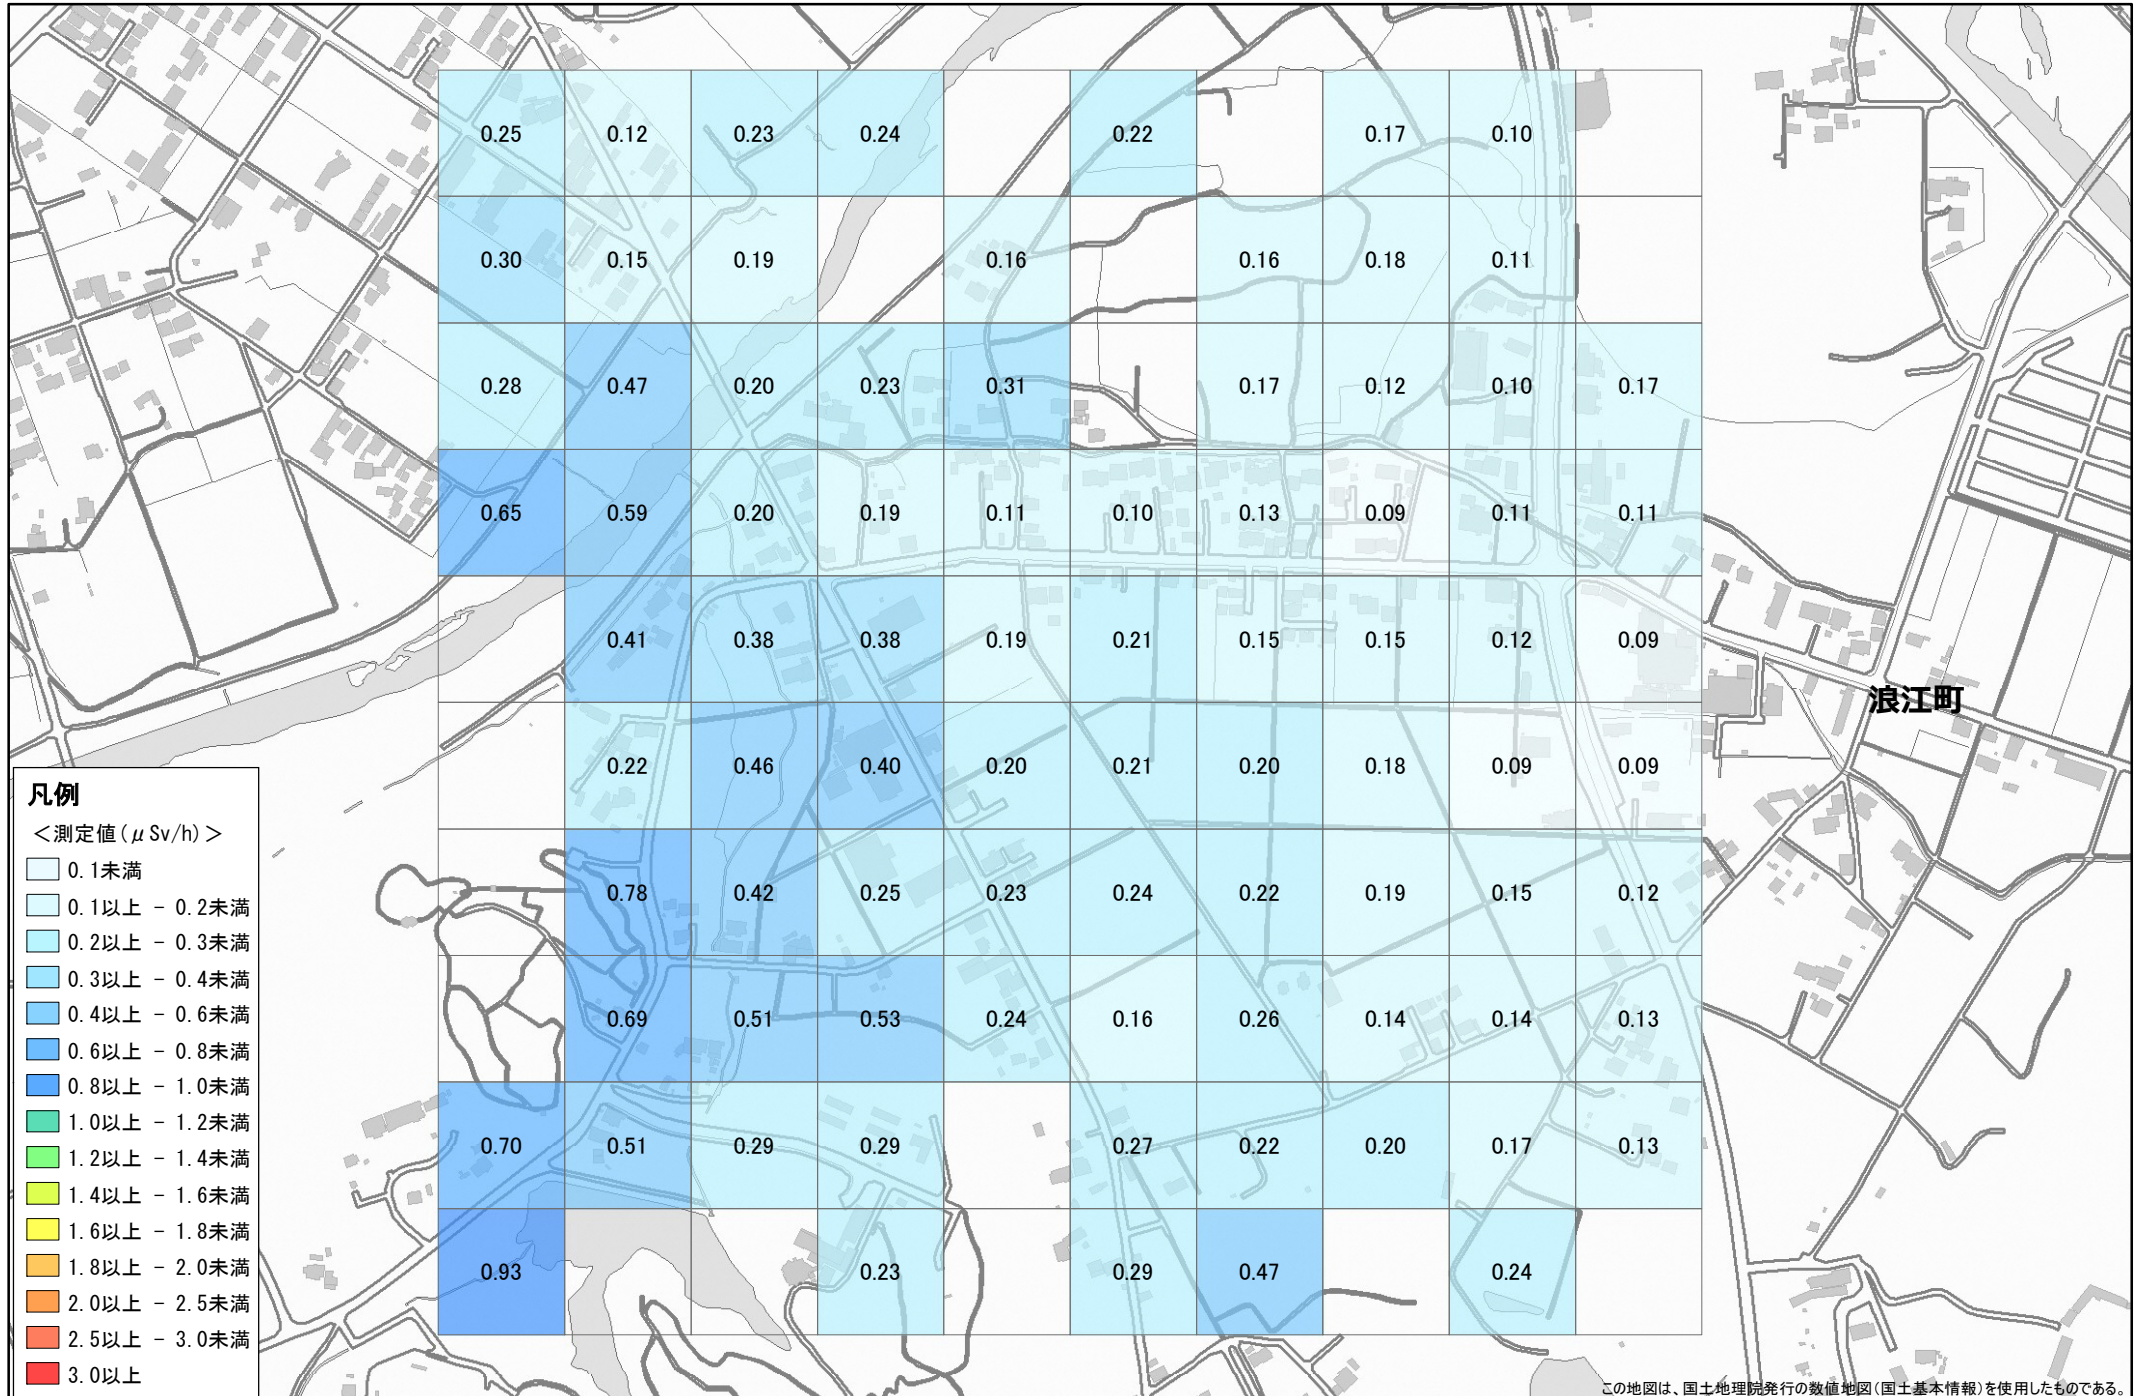 0.25 0.12 0.23 0.24 0.22 0.17 0.10
0.30 0.15 0.19 0.16 0.16 0.18 0.11
0.28 0.47 0.20 0.23 0.31 0.17 0.12 0.10 0.17
0.65 0.59 0.20 0.19 0.11 0.10 0.13 0.09 0.11 0.11
0.41 0.38 0.38 0.19 0.21 0.15 0.15 0.12 0.09
浪江町
0.22 0.46 0.40 0.20 0.21 0.20 0.18 0.09 0.09
0.78 0.42 0.25 0.23 0.24 0.22 0.19 0.15 0.12
0.69 0.51 0.53 0.24 0.16 0.26 0.14 0.14 0.13
0.70 0.51 0.29 0.29 0.27 0.22 0.20 0.17 0.13
0.93 0.23 0.29 0.47 0.24
凡例
＜測定値(μSv/h)＞
0.1未満
0.1以上 － 0.2未満
0.2以上 － 0.3未満
0.3以上 － 0.4未満
0.4以上 － 0.6未満
0.6以上 － 0.8未満
0.8以上 － 1.0未満
1.0以上 － 1.2未満
1.2以上 － 1.4未満
1.4以上 － 1.6未満
1.6以上 － 1.8未満
1.8以上 － 2.0未満
2.0以上 － 2.5未満
2.5以上 － 3.0未満
3.0以上
この地図は、国土地理院発行の数値地図(国土基本情報)を使用したものである。